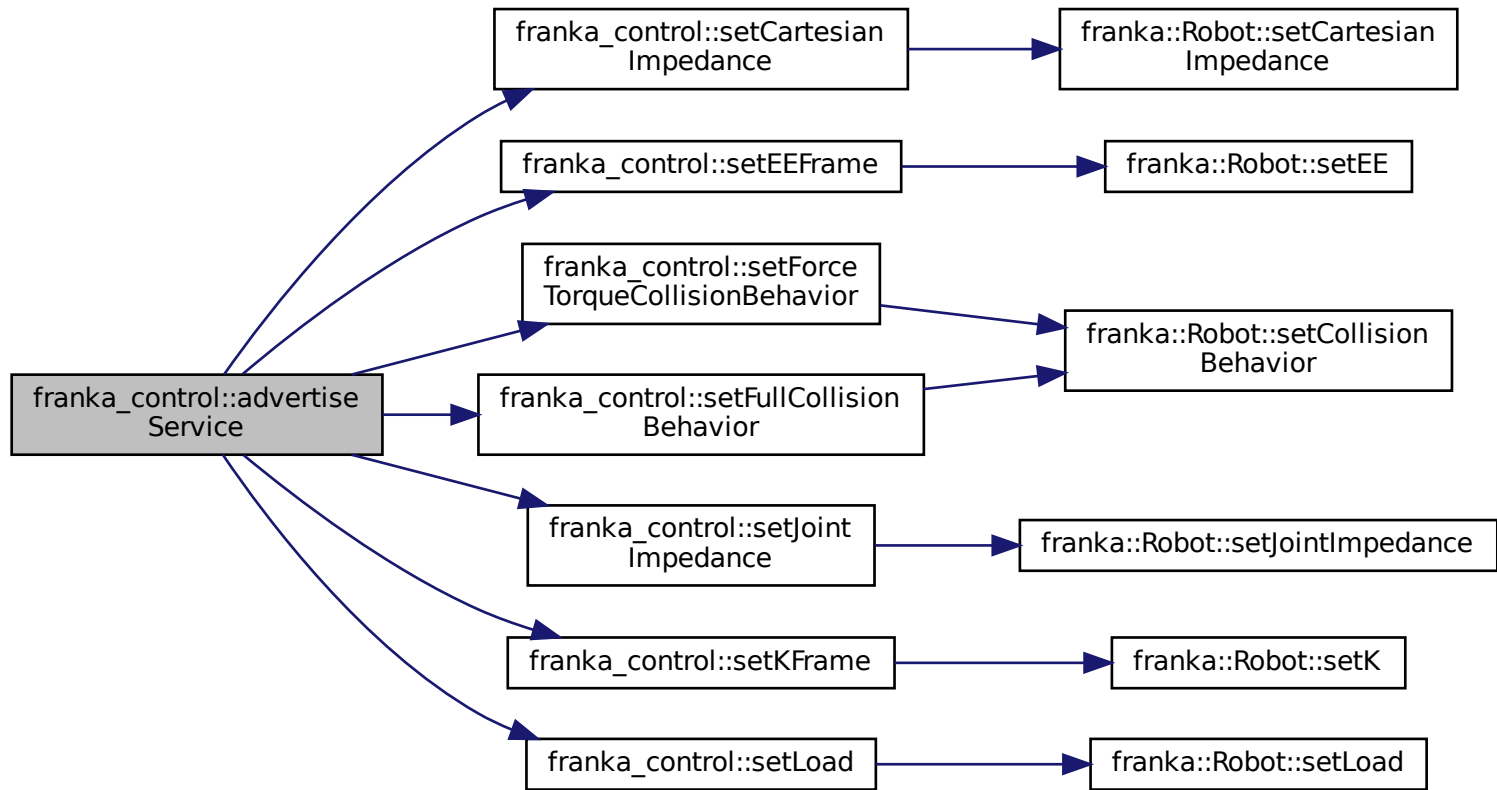 franka_control::setCartesian
Impedance
franka::Robot::setCartesian
Impedance
franka_control::setEEFrame
franka::Robot::setEE
franka_control::setForce
TorqueCollisionBehavior
franka::Robot::setCollision
Behavior
franka_control::advertise
Service
franka_control::setFullCollision
Behavior
franka_control::setJoint
Impedance
franka::Robot::setJointImpedance
franka_control::setKFrame
franka::Robot::setK
franka_control::setLoad
franka::Robot::setLoad